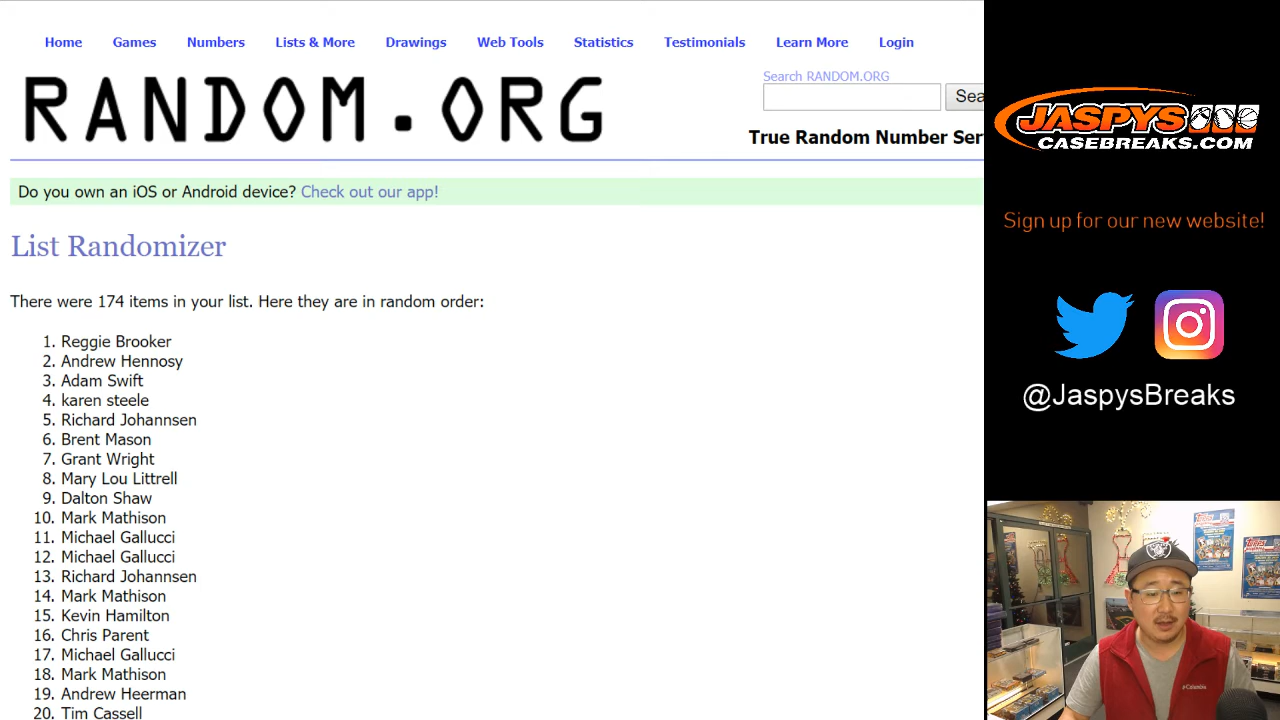 Home Games Numbers Lists & More Drawings Web Tools Statistics Testimonials Learn More Login
RANDOM.ORG
Search RANDOM.ORG
Sea
True Random Number Ser
Do you own an iOS or Android device? Check out our app!
List Randomizer
There were 174 items in your list. Here they are in random order:
1. Reggie Brooker
2. Andrew Hennosy
3. Adam Swift
4. karen steele
5. Richard Johannsen
6. Brent Mason
7. Grant Wright
8. Mary Lou Littrell
9. Dalton Shaw
10. Mark Mathison
11. Michael Gallucci
12. Michael Gallucci
13. Richard Johannsen
14. Mark Mathison
15. Kevin Hamilton
16. Chris Parent
17. Michael Gallucci
18. Mark Mathison
19. Andrew Heerman
20. Tim Cassell
JASPYS
CASEBREAKS.COM
Sign up for our new website!
@JaspysBreaks
Columbia